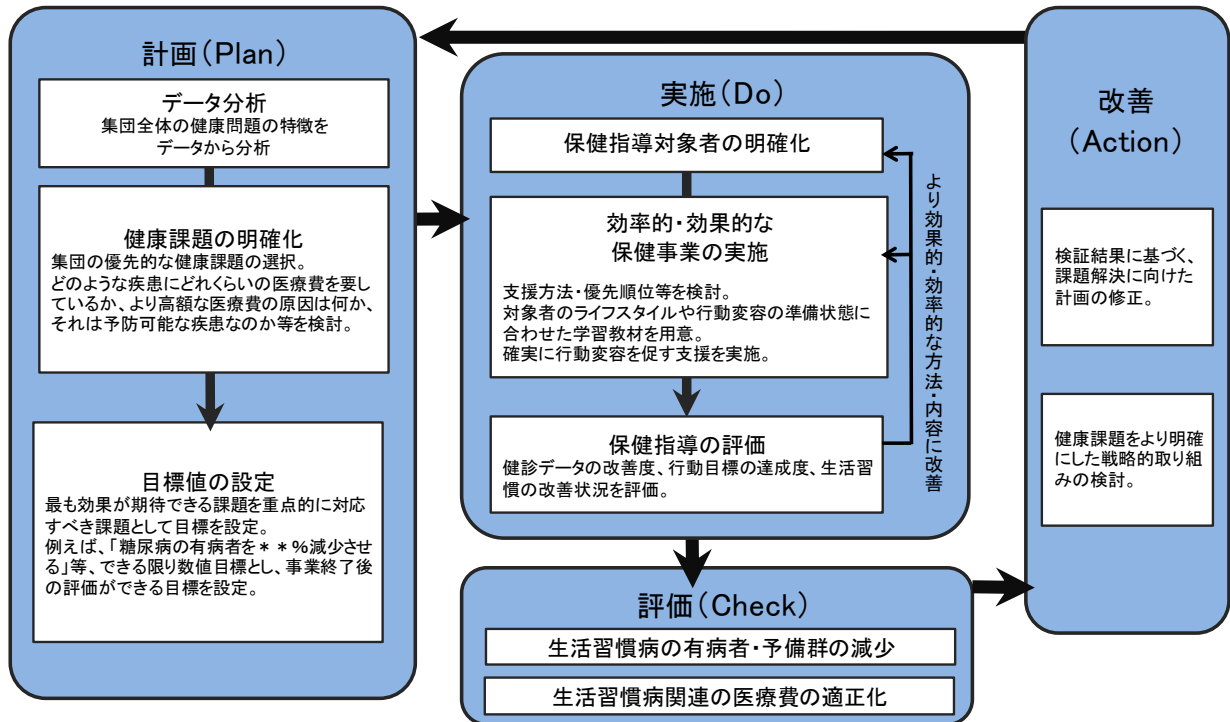 計画(Plan)
データ分析
集団全体の健康問題の特徴を
データから分析
健康課題の明確化
集団の優先的な健康課題の選択。
どのような疾患にどれくらいの医療費を要し
ているか、より高額な医療費の原因は何か、
それは予防可能な疾患なのか等を検討。
目標値の設定
最も効果が期待できる課題を重点的に対応
すべき課題として目標を設定。
例えば、「糖尿病の有病者を**%減少させ
る」等、できる限り数値目標とし、事業終了後
の評価ができる目標を設定。
実施(Do)
保健指導対象者の明確化
効率的・効果的な
保健事業の実施
支援方法・優先順位等を検討。
対象者のライフスタイルや行動変容の準備状態に
合わせた学習教材を用意。
確実に行動変容を促す支援を実施。
保健指導の評価
健診データの改善度、行動目標の達成度、生活習
慣の改善状況を評価。
より効果的・効率的な方法・内容に改善
評価(Check)
生活習慣病の有病者・予備群の減少
生活習慣病関連の医療費の適正化
改善
(Action)
検証結果に基づく、
課題解決に向けた
計画の修正。
健康課題をより明確
にした戦略的取り組
みの検討。